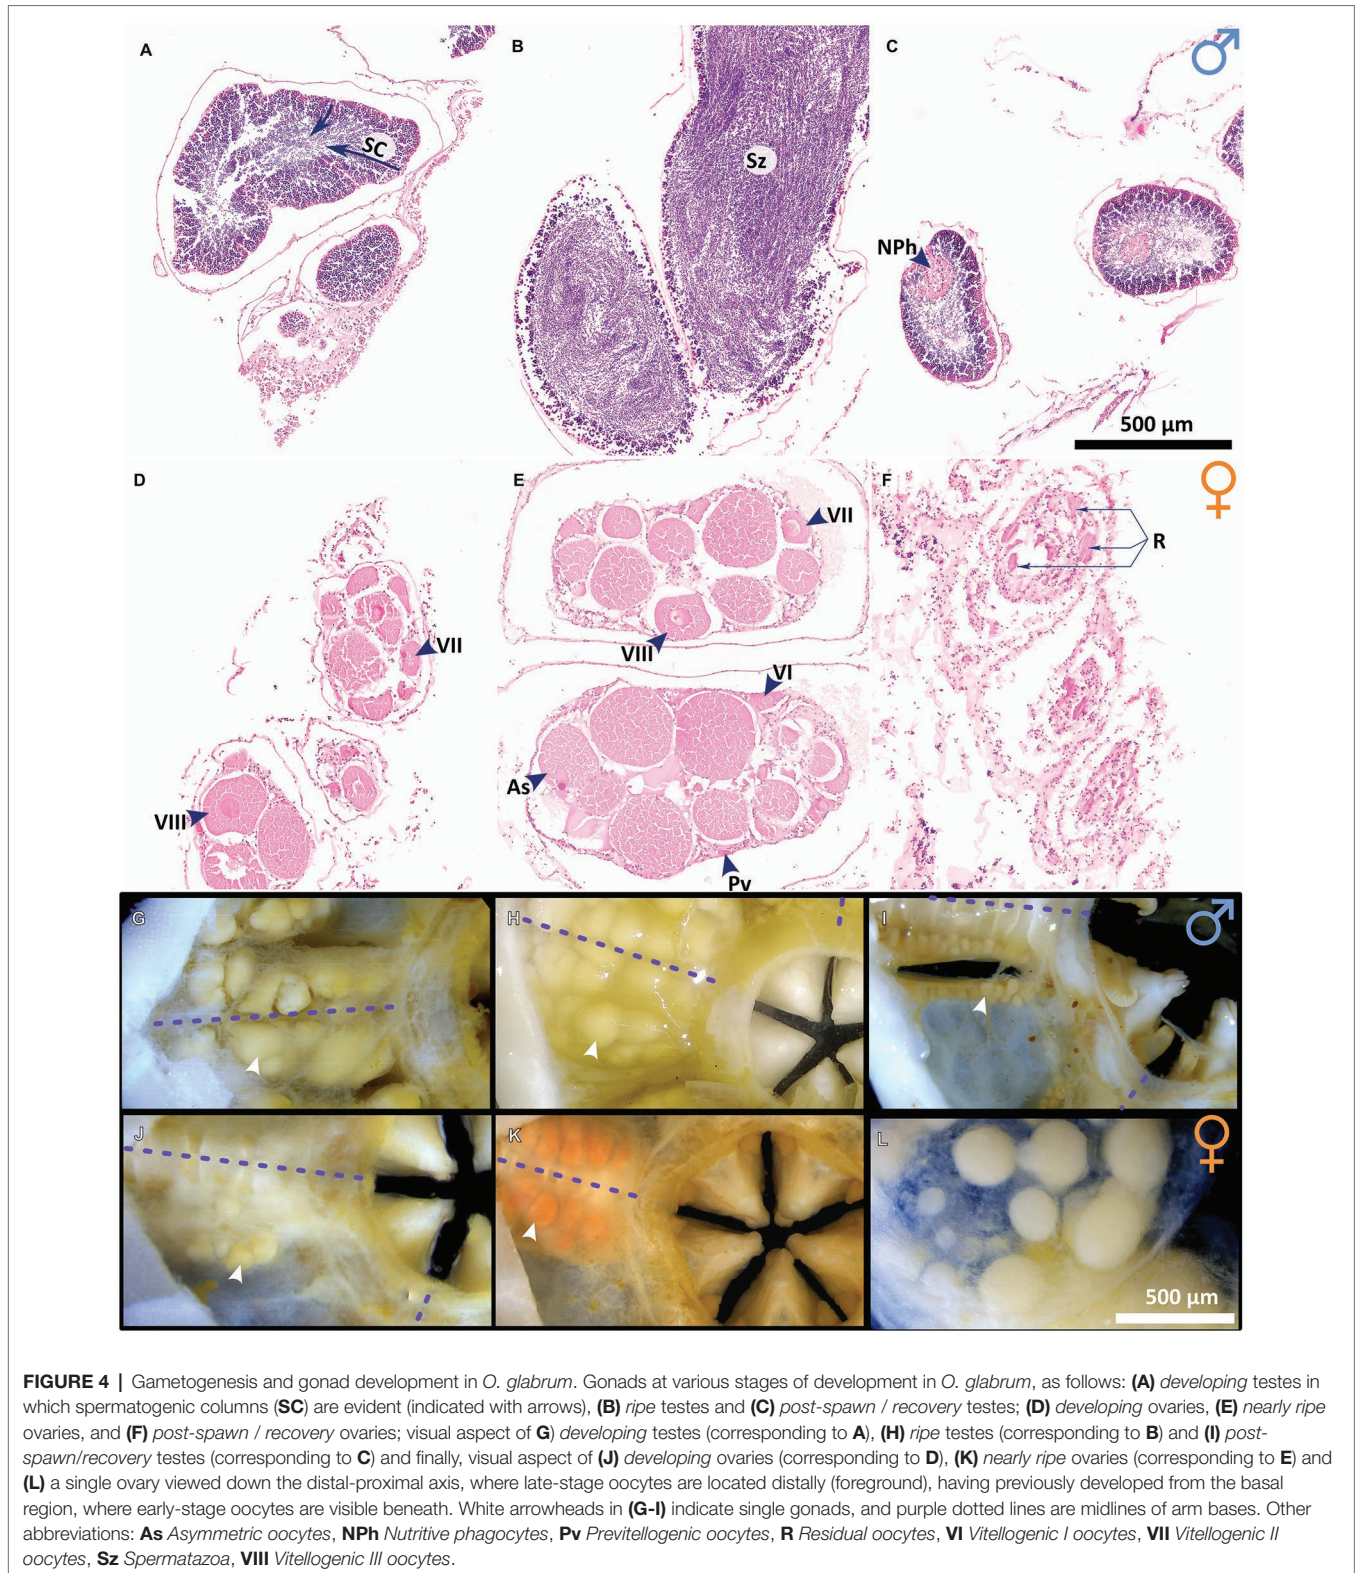 A
B
C
SC
Sz
NPh
500 µm
D
E
F
VII
VII
R
VIII
VI
As
VIII
Pv
G
H
I
J
K
L
500 µm
FIGURE 4 | Gametogenesis and gonad development in O. glabrum. Gonads at various stages of development in O. glabrum, as follows: (A) developing testes in
which spermatogenic columns (SC) are evident (indicated with arrows), (B) ripe testes and (C) post-spawn / recovery testes; (D) developing ovaries, (E) nearly ripe
ovaries, and (F) post-spawn / recovery ovaries; visual aspect of G) developing testes (corresponding to A), (H) ripe testes (corresponding to B) and (I) post-
spawn/recovery testes (corresponding to C) and finally, visual aspect of (J) developing ovaries (corresponding to D), (K) nearly ripe ovaries (corresponding to E) and
(L) a single ovary viewed down the distal-proximal axis, where late-stage oocytes are located distally (foreground), having previously developed from the basal
region, where early-stage oocytes are visible beneath. White arrowheads in (G-I) indicate single gonads, and purple dotted lines are midlines of arm bases. Other
abbreviations: As Asymmetric oocytes, NPh Nutritive phagocytes, Pv Previtellogenic oocytes, R Residual oocytes, VI Vitellogenic I oocytes, VII Vitellogenic II
oocytes, Sz Spermatazoa, VIII Vitellogenic III oocytes.